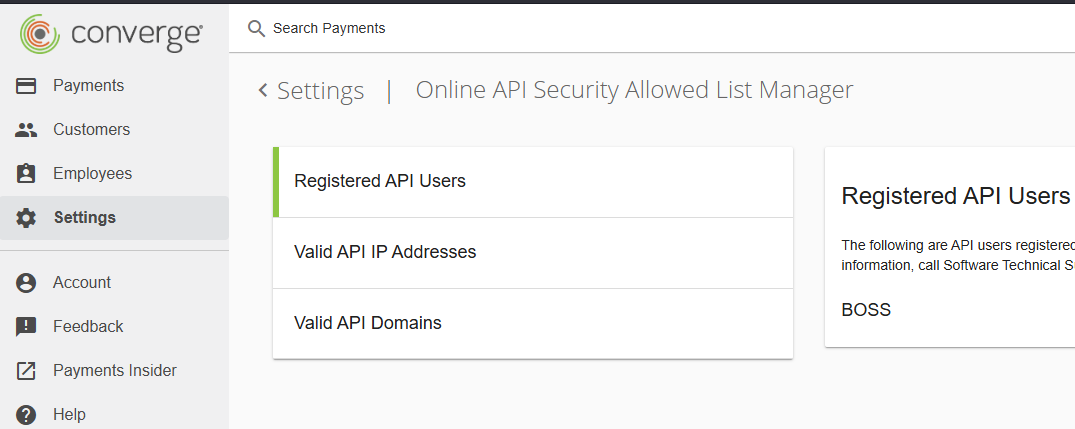 converge®
Search Payments
Payments
Customers
Employees
Settings
Account
Feedback
Payments Insider
Help
Settings | Online API Security Allowed List Manager
Registered API Users
Valid API IP Addresses
Valid API Domains
Registered API Users
The following are API users registered
information, call Software Technical
BOSS